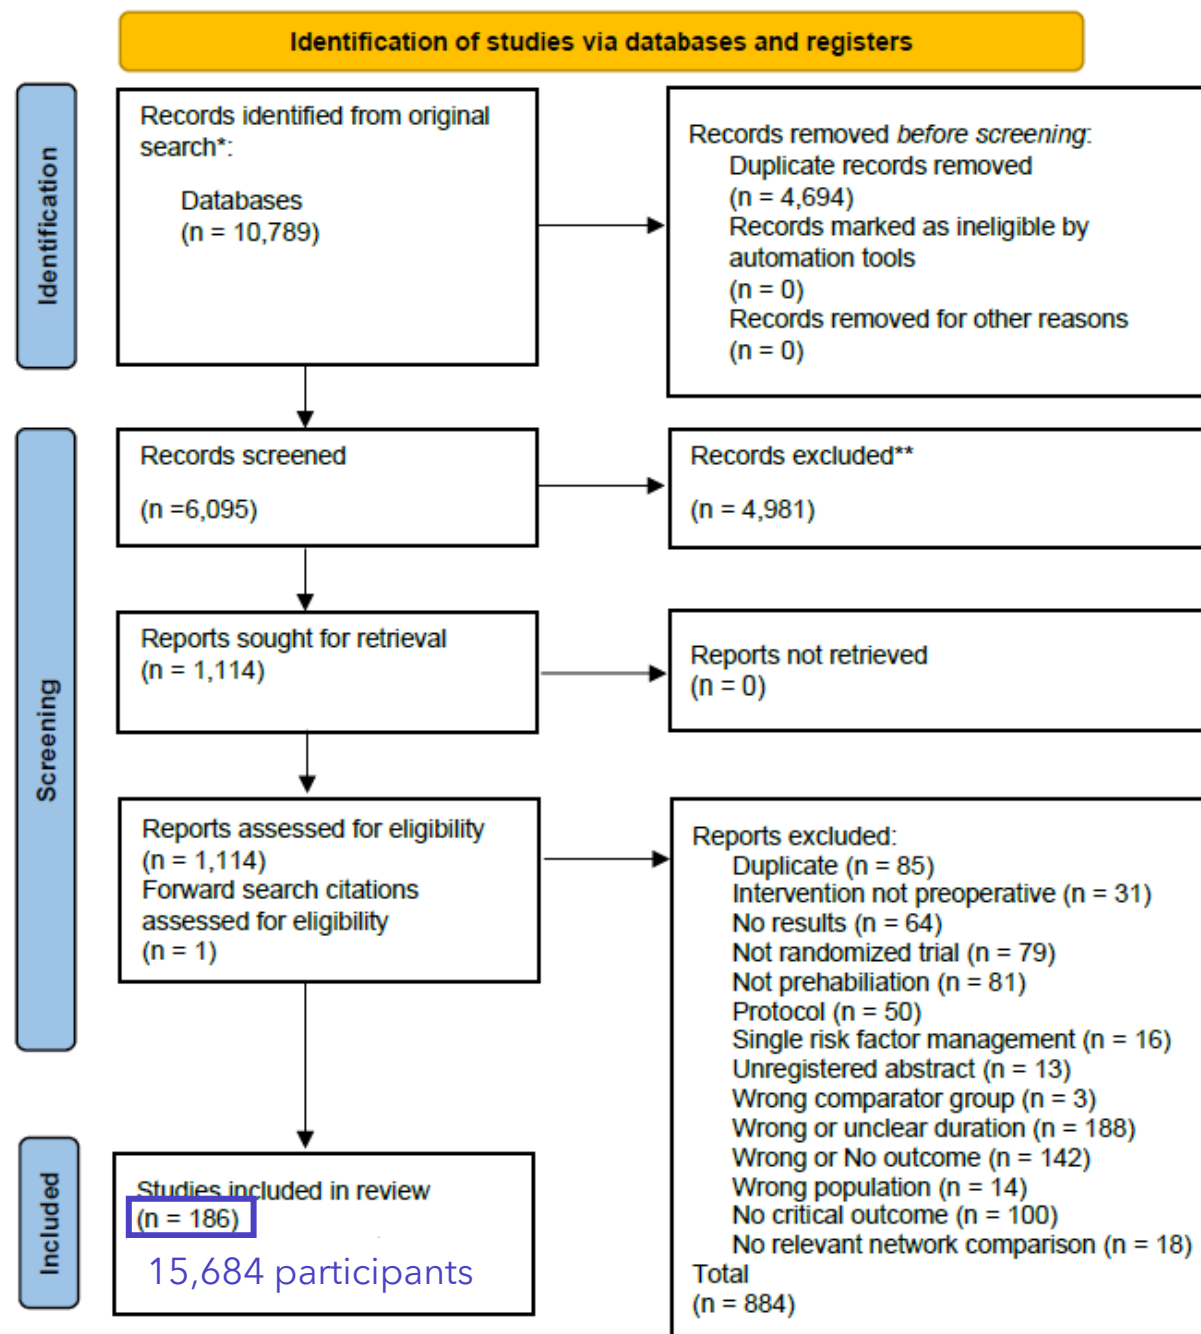 Identification of studies via databases and registers
Identification
Records identified from original
search*:
Databases
(n = 10,789)
Records removed before screening:
Duplicate records removed
(n = 4,694)
Records marked as ineligible by
automation tools
(n = 0)
Records removed for other reasons
(n = 0)
Screening
Records screened
(n =6,095)
Records excluded**
(n = 4,981)
Reports sought for retrieval
(n = 1,114)
Reports not retrieved
(n = 0)
Reports assessed for eligibility
(n = 1,114)
Forward search citations
assessed for eligibility
(n = 1)
Reports excluded:
Duplicate (n = 85)
Intervention not preoperative (n = 31)
No results (n = 64)
Not randomized trial (n = 79)
Not prehabiliation (n = 81)
Protocol (n = 50)
Single risk factor management (n = 16)
Unregistered abstract (n = 13)
Wrong comparator group (n = 3)
Wrong or unclear duration (n = 188)
Wrong or No outcome (n = 142)
Wrong population (n = 14)
No critical outcome (n = 100)
No relevant network comparison (n = 18)
Total
(n = 884)
Included
Studies included in review
(n = 186)
15,684 participants